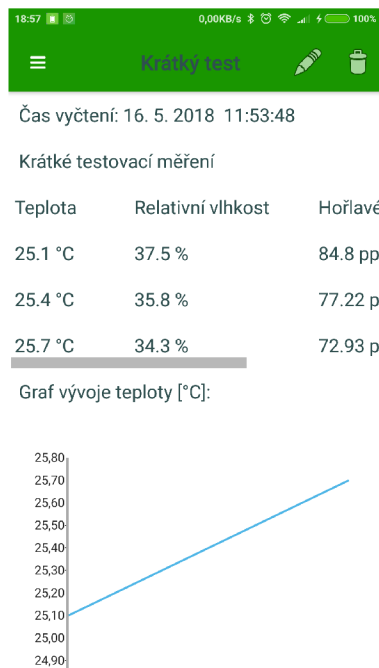 18:57 0,00KB/s 100%
Krátký test
Čas vyčtení: 16. 5. 2018 11:53:48
Krátké testovací měření
Teplota Relativní vlhkost Hořlavé
25.1 °C 37.5 % 84.8 pp
25.4 °C 35.8 % 77.22 p
25.7 °C 34.3 % 72.93 p
Graf vývoje teploty [°C]:
25,80
25,70
25,60
25,50
25,40
25,30
25,20
25,10
25,00
24,90